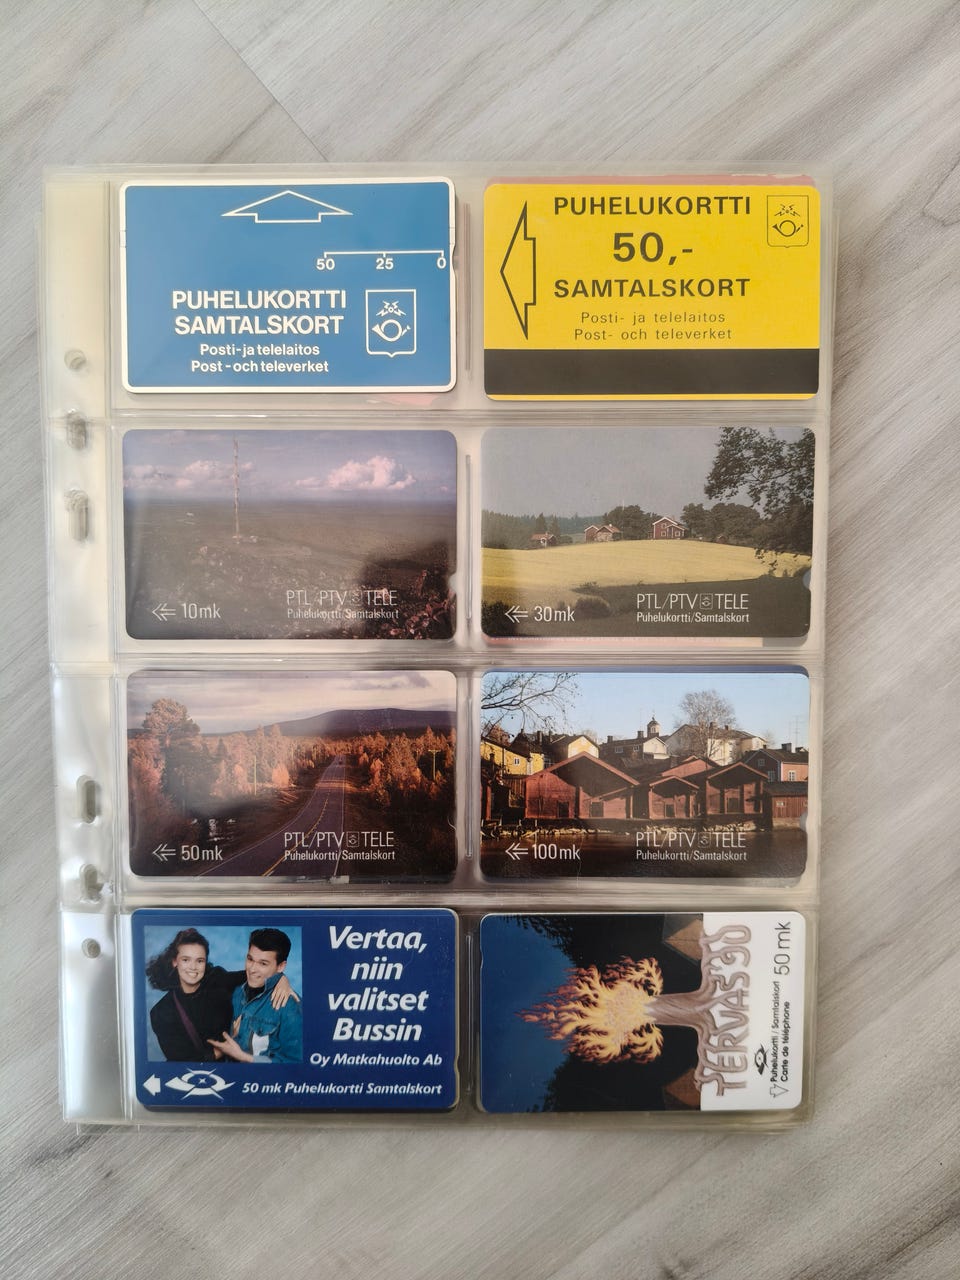 50 25 0
PUHELUKORTTI
SAMTALSKORT
Posti- ja telelaitos
Post - och televerket
PUHELUKORTTI
50,-
SAMTALSKORT
Posti- ja telelaitos
Post- och televerket
10mk
PTL/PTV TELE
Puhelukortti/Samtalskort
30mk
PTL/PTV TELE
Puhelukortti/Samtalskort
50mk
PTL/PTV TELE
Puhelukortti/Samtalskort
100mk
PTL/PTV TELE
Puhelukortti/Samtalskort
Vertaa,
niin
valitset
Bussin
Oy Matkahuolto Ab
50 mk Puhelukortti Samtalskort
TERVAS'90
Puhelukortti / Samtalskort 50 mk
Carte de téléphone